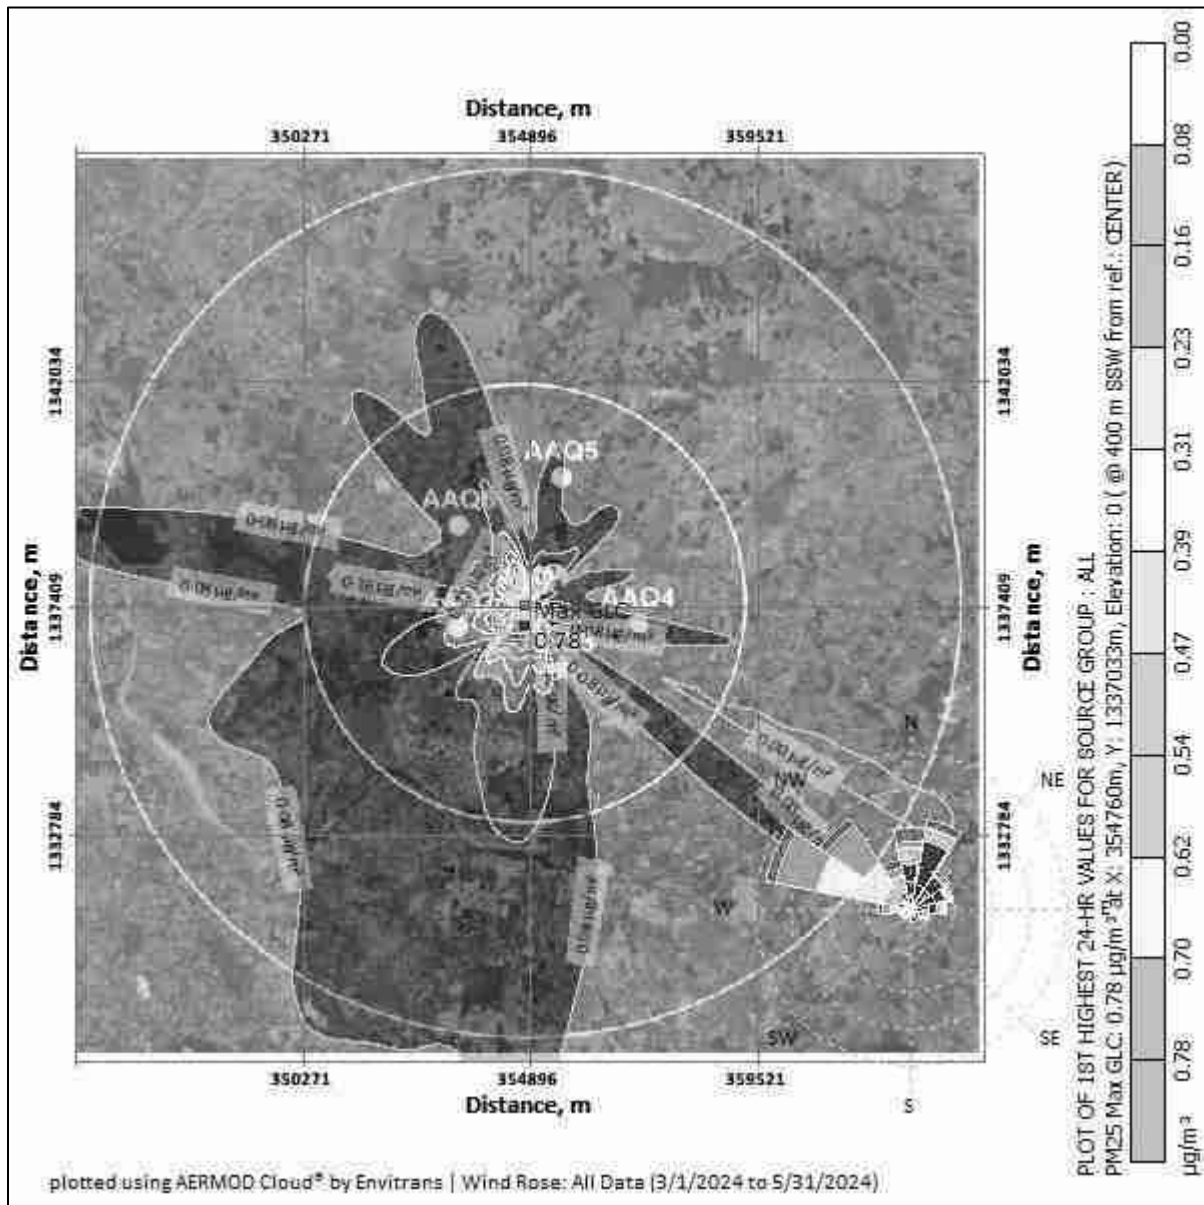 Distance, m
350271 354896 359521
1342034 1342034
AAQ5
Distance, m
1337409 1337409
AAQ4
Max GLC
0.78
Distance, m
N
NE
NW
1332784 1332784
W
SW
SE
S
350271 354896 359521
Distance, m
plotted using AERMOD Cloud® by Envitrans | Wind Rose: All Data (3/1/2024 to 5/31/2024)
PLOT OF 1ST HIGHEST 24-HR VALUES FOR SOURCE GROUP : ALL
PM25 Max GLC: 0.78 µg/m³ at X: 354760m, Y: 1337033m, Elevation: 0 ( @ 400 m SSW from ref.: CENTER)
0.00
0.08
0.16
0.23
0.31
0.39
0.47
0.54
0.62
0.70
0.78
µg/m³